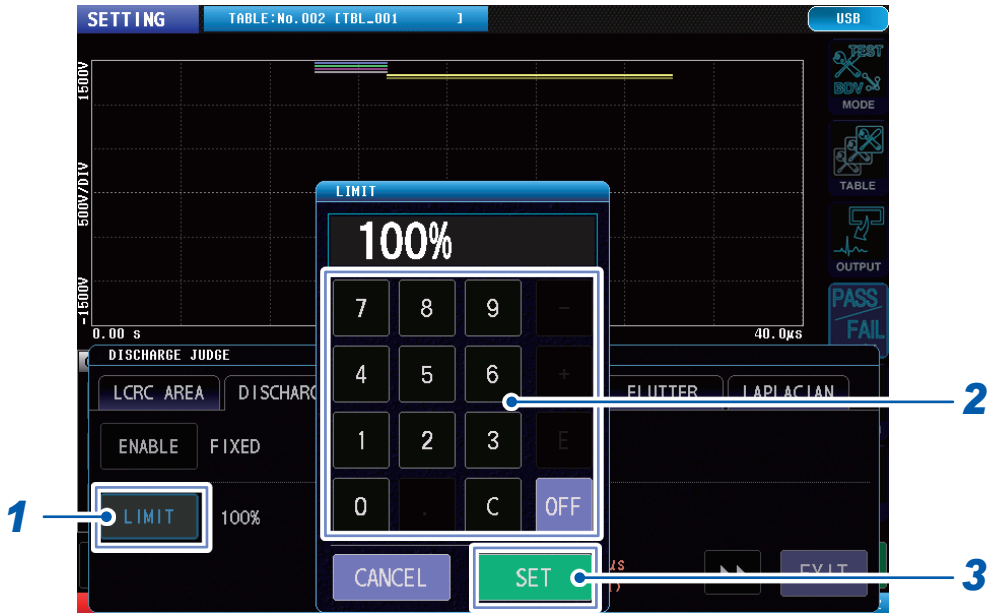 SETTING
TABLE:No.002 [TBL_001 ]
USB
1500V
500V/DIV
-1500V
0.00 s
40.0µs
TEST
BDV
MODE
TABLE
OUTPUT
PASS
FAIL
LIMIT
100%
7 8 9 -
4 5 6 +
1 2 3 E
0 . C OFF
CANCEL SET
DISCHARGE JUDGE
LCRC AREA DISCHARG FLUTTER LAPLACIAN
ENABLE FIXED
LIMIT 100%
EXIT
1
2
3